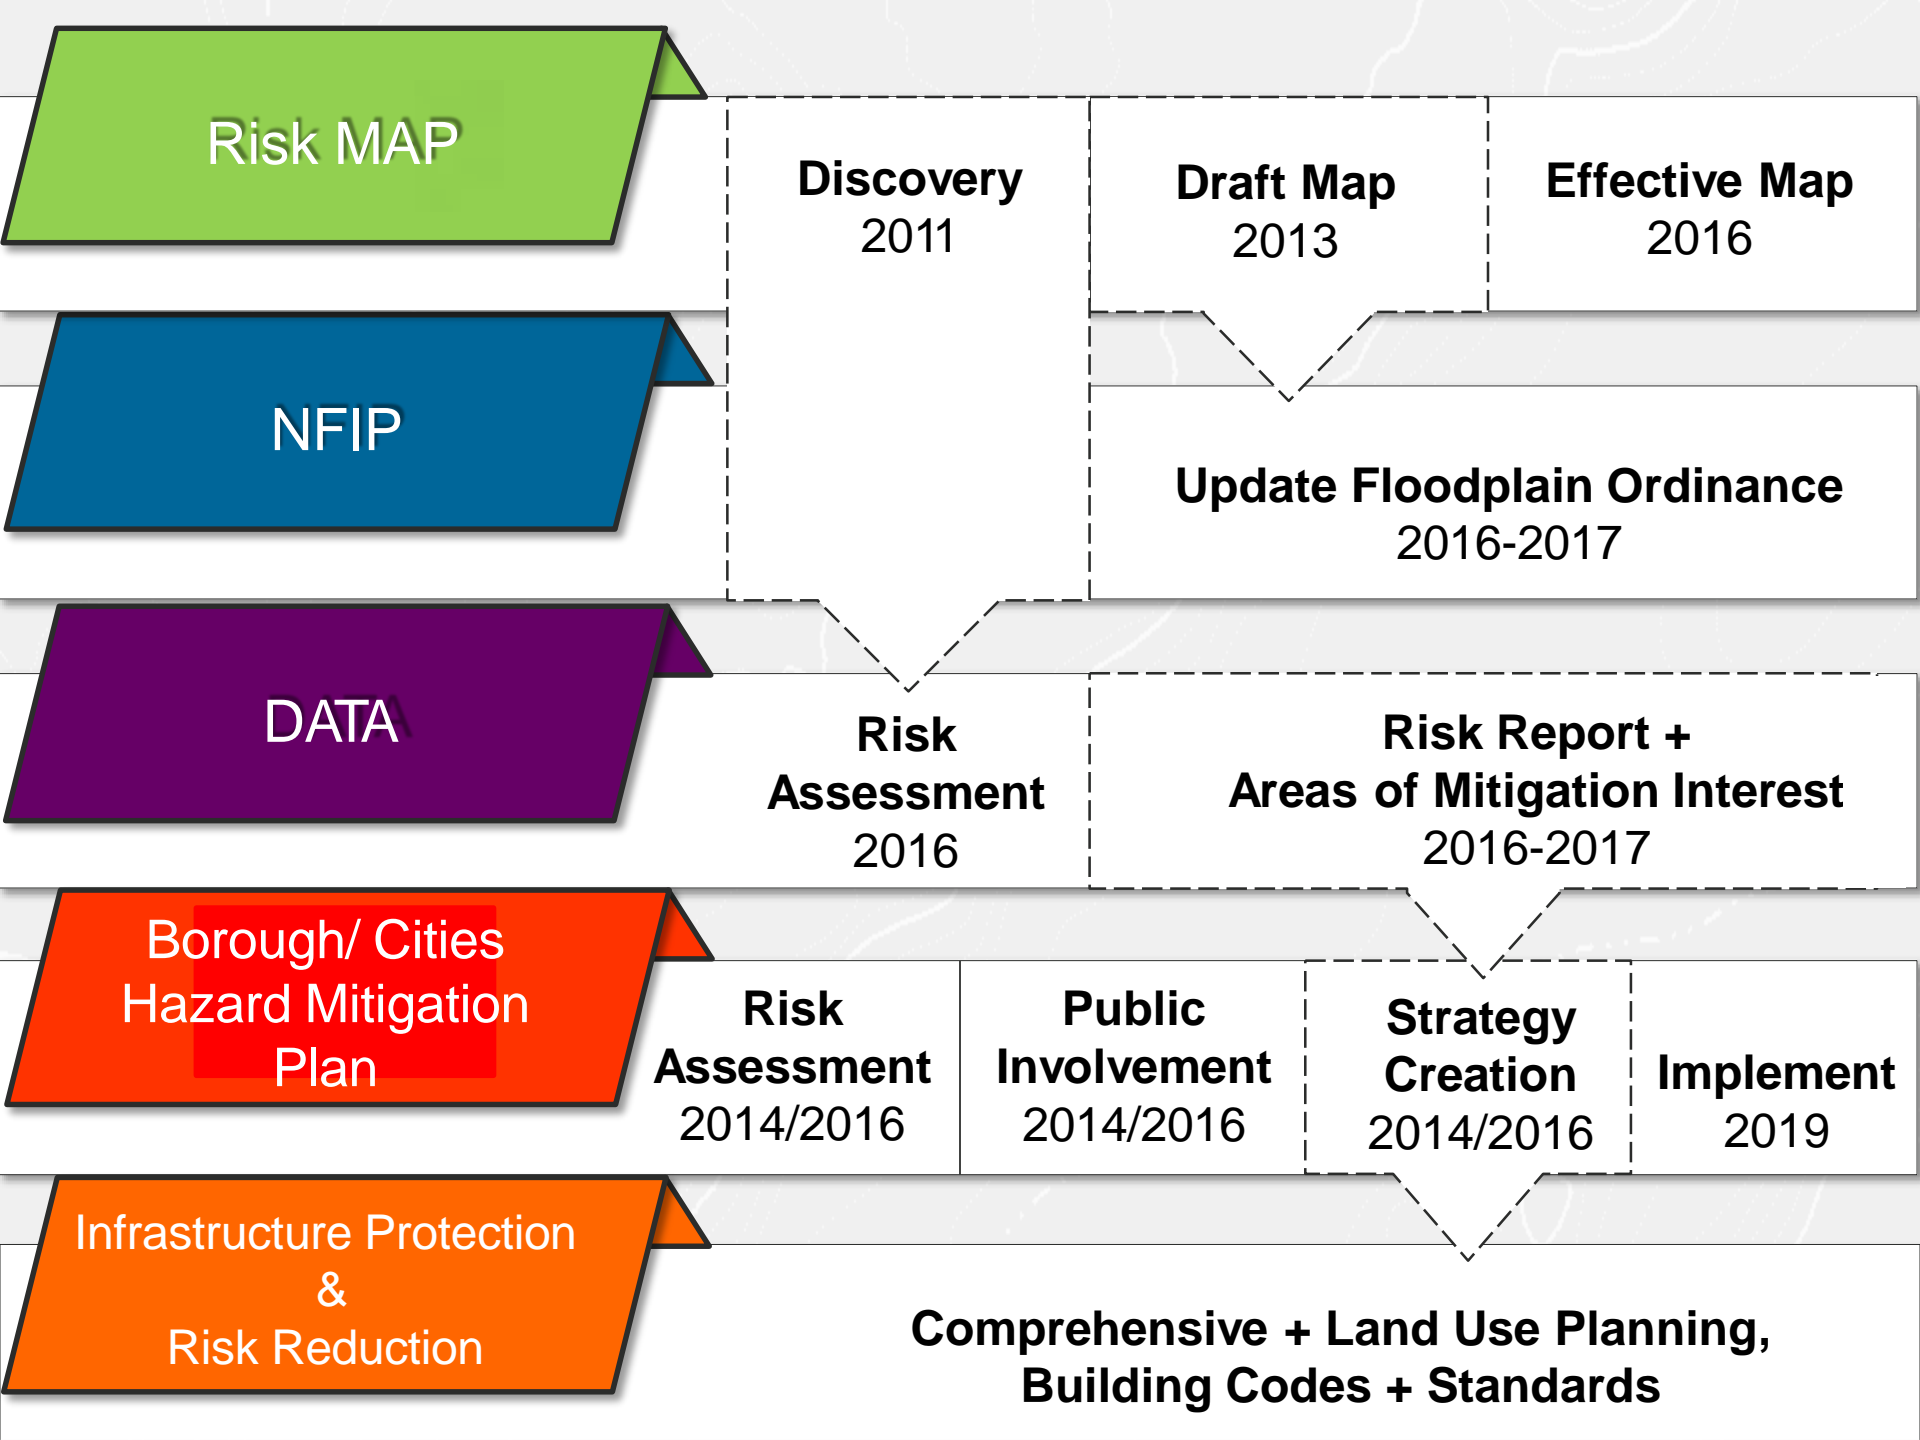 Risk MAP
Discovery
2011
Draft Map
2013
Effective Map
2016
NFIP
Update Floodplain Ordinance
2016-2017
DATA
Risk
Assessment
2016
Risk Report +
Areas of Mitigation Interest
2016-2017
Borough/ Cities
Hazard Mitigation
Plan
Risk
Assessment
2014/2016
Public
Involvement
2014/2016
Strategy
Creation
2014/2016
Implement
2019
Infrastructure Protection
&
Risk Reduction
Comprehensive + Land Use Planning,
Building Codes + Standards